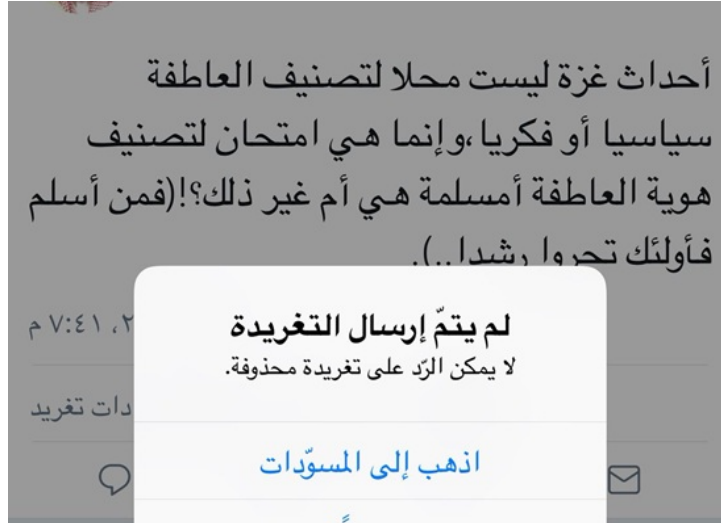 أحداث غزة ليست محلا لتصنيف العاطفة
سياسيا أو فكريا ،وإنما هي امتحان لتصنيف
هوية العاطفة أمسلمة هي أم غير ذلك؟!(فمن أسلم
فأولئك تحروا رشدا..).
لم يتمّ إرسال التغريدة
لا يمكن الرّد على تغريدة محذوفة.
٢، ٧:٤١ م
دات تغريد
اذهب إلى المسوّدات